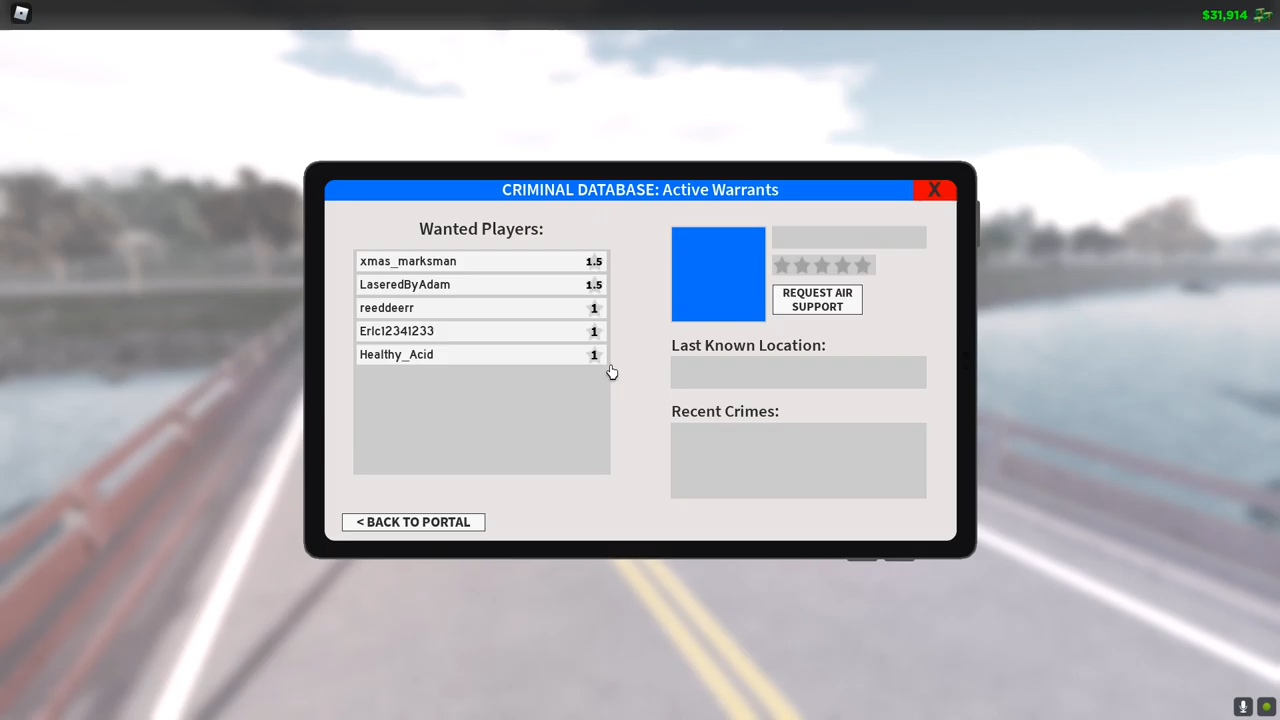 $31,914
CRIMINAL DATABASE: Active Warrants
X
Wanted Players:
xmas_marksman 1.5
LaseredByAdam 1.5
reeddeerr 1
Erlc12341233 1
Healthy_Acid 1
REQUEST AIR
SUPPORT
Last Known Location:
Recent Crimes:
< BACK TO PORTAL